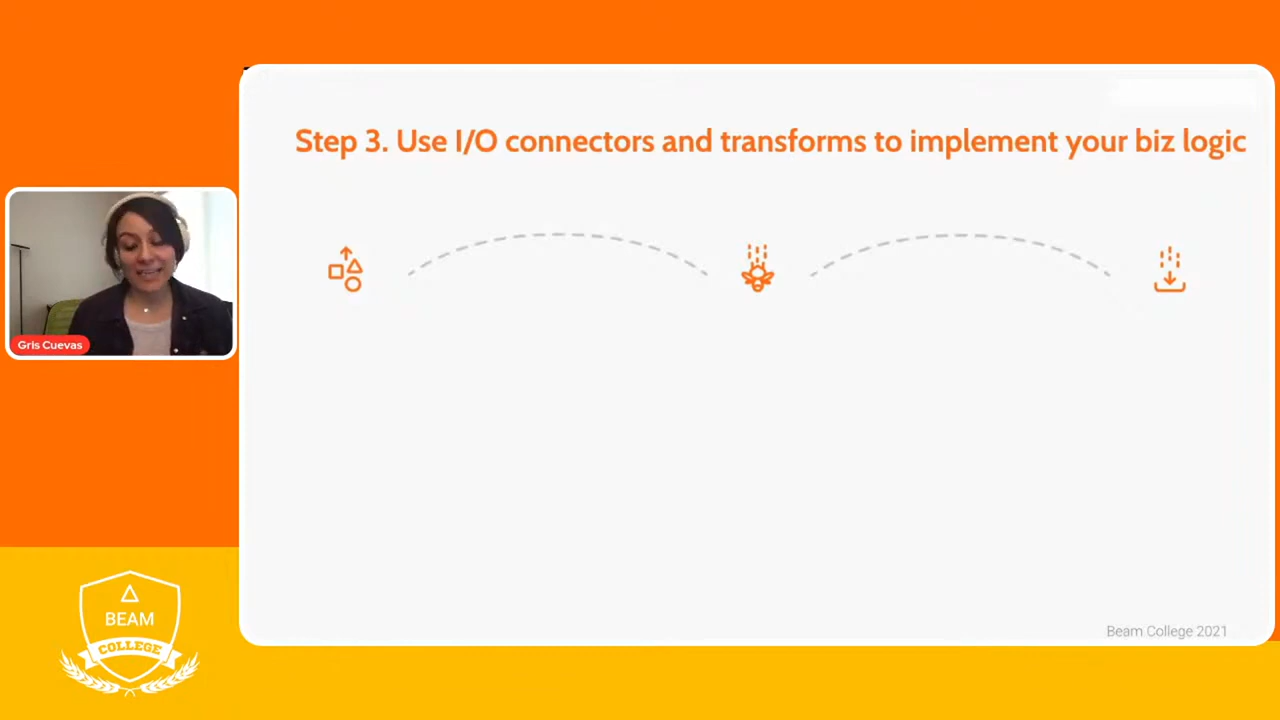 Step 3. Use I/O connectors and transforms to implement your biz logic
Gris Cuevas
BEAM
COLLEGE
Beam College 2021